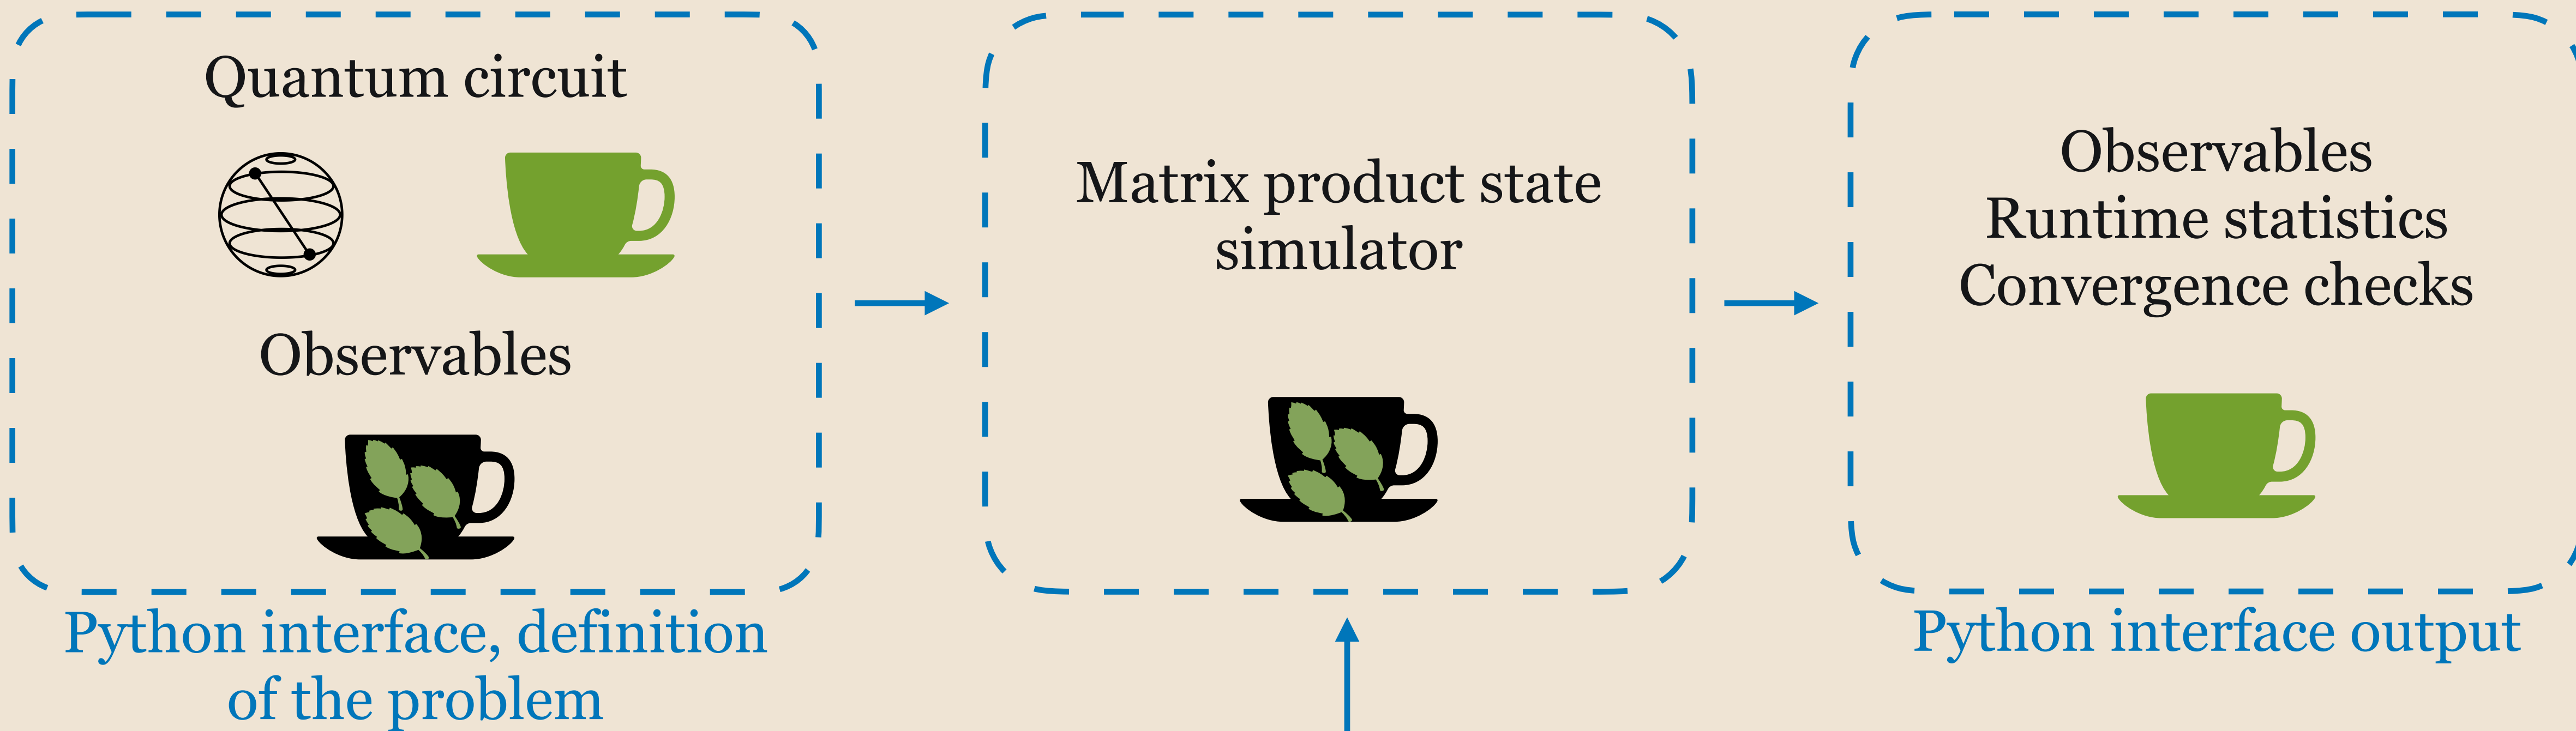 Quantum circuit
Observables
Python interface, definition
of the problem
Matrix product state
simulator
Observables
Runtime statistics
Convergence checks
Python interface output